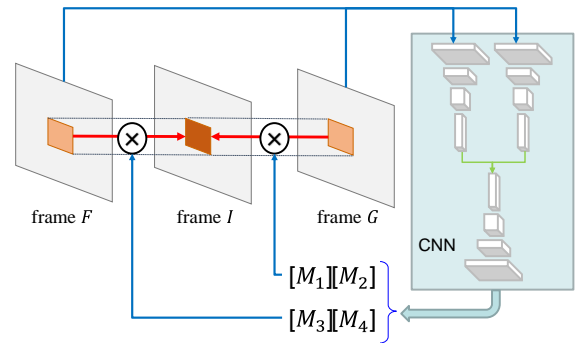 frame F
frame I
frame G
CNN
[M₁][M₂]
[M₃][M₄]